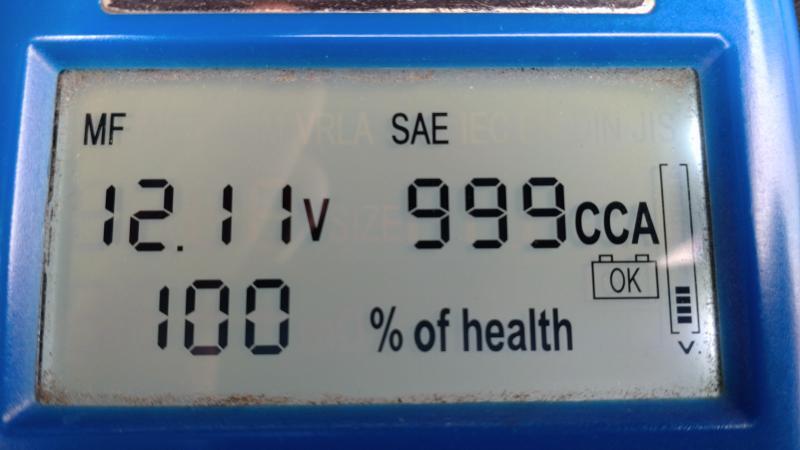 MF SAE
12.11V 999CCA
OK
100 % of health